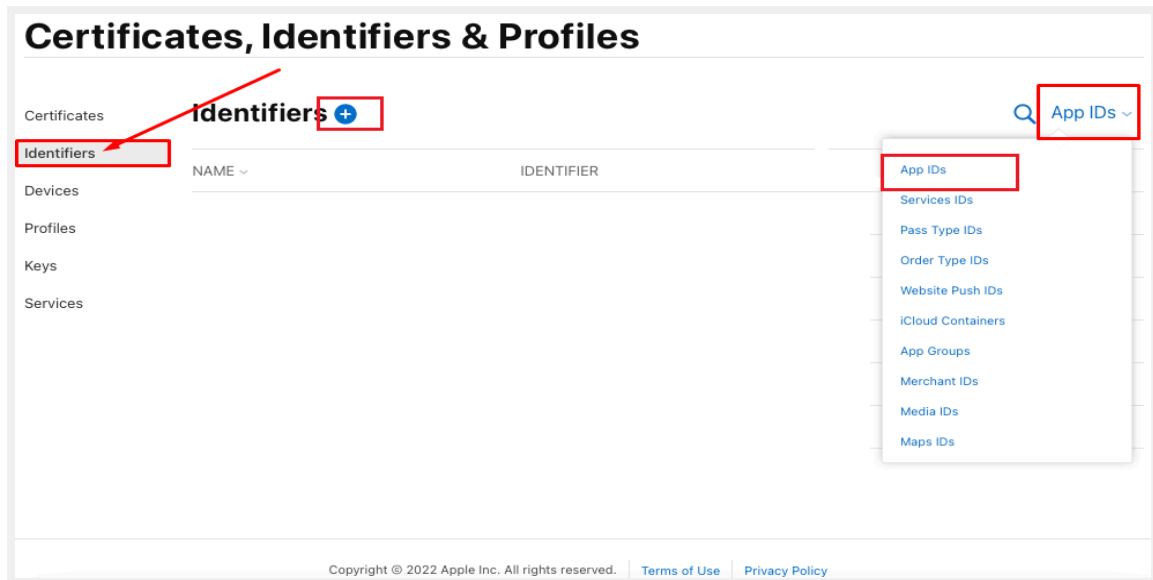 Certificates, Identifiers & Profiles
Certificates
Identifiers
Devices
Profiles
Keys
Services
Identifiers
App IDs
NAME
IDENTIFIER
App IDs
Services IDs
Pass Type IDs
Order Type IDs
Website Push IDs
iCloud Containers
App Groups
Merchant IDs
Media IDs
Maps IDs
Copyright © 2022 Apple Inc. All rights reserved. Terms of Use Privacy Policy